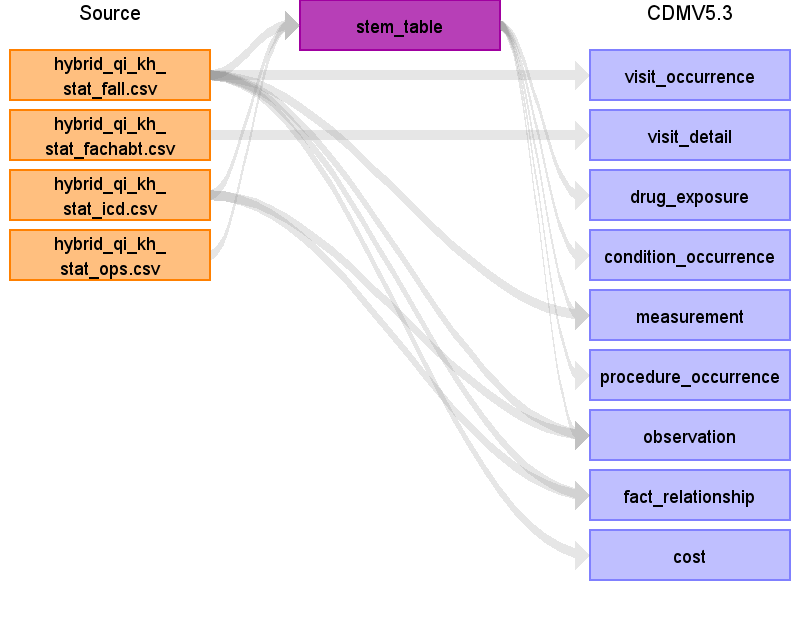 Source
stem_table
CDMV5.3
hybrid_qi_kh_
stat_fall.csv
hybrid_qi_kh_
stat_fachabt.csv
hybrid_qi_kh_
stat_icd.csv
hybrid_qi_kh_
stat_ops.csv
visit_occurrence
visit_detail
drug_exposure
condition_occurrence
measurement
procedure_occurrence
observation
fact_relationship
cost